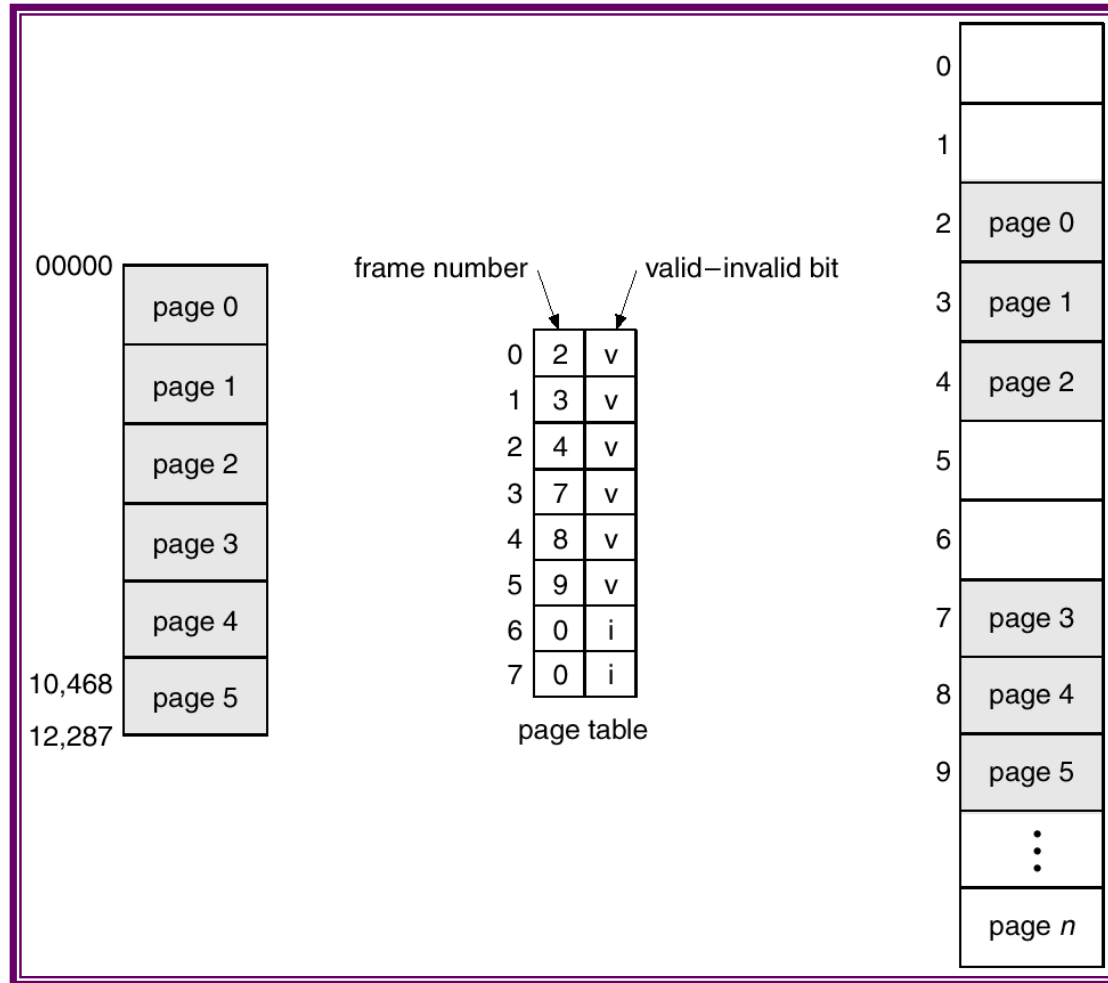 00000
page 0
page 1
page 2
page 3
page 4
10,468
page 5
12,287
frame number
valid–invalid bit
0 2 v
1 3 v
2 4 v
3 7 v
4 8 v
5 9 v
6 0 i
7 0 i
page table
0
1
2 page 0
3 page 1
4 page 2
5
6
7 page 3
8 page 4
9 page 5
⋮
page n